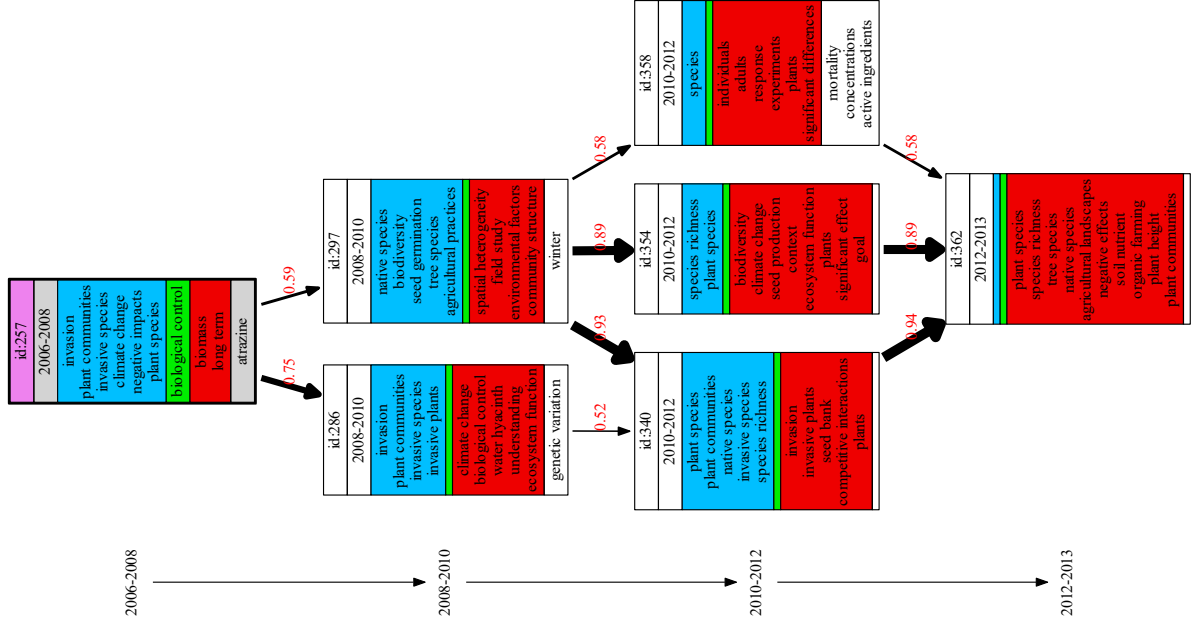 id:257
2006-2008
invasion
plant communities
invasive species
climate change
negative impacts
plant species
biological control
biomass
long term
atrazine
0.59
0.75
id:297
2008-2010
native species
biodiversity
seed germination
tree species
agricultural practices
spatial heterogeneity
field study
environmental factors
community structure
winter
id:286
2008-2010
invasion
plant communities
invasive species
invasive plants
climate change
biological control
water hyacinth
understanding
ecosystem function
genetic variation
0.58
0.89
0.93
0.52
id:358
2010-2012
species
individuals
adults
response
experiments
plants
significant differences
mortality
concentrations
active ingredients
id:354
2010-2012
species richness
plant species
biodiversity
climate change
seed production
context
ecosystem function
plants
significant effect
goal
id:340
2010-2012
plant species
plant communities
native species
invasive species
species richness
invasion
invasive plants
seed bank
competitive interactions
plants
0.58
0.89
0.94
id:362
2012-2013
plant species
species richness
tree species
native species
agricultural landscapes
negative effects
soil nutrient
organic farming
plant height
plant communities
2006-2008
2008-2010
2010-2012
2012-2013